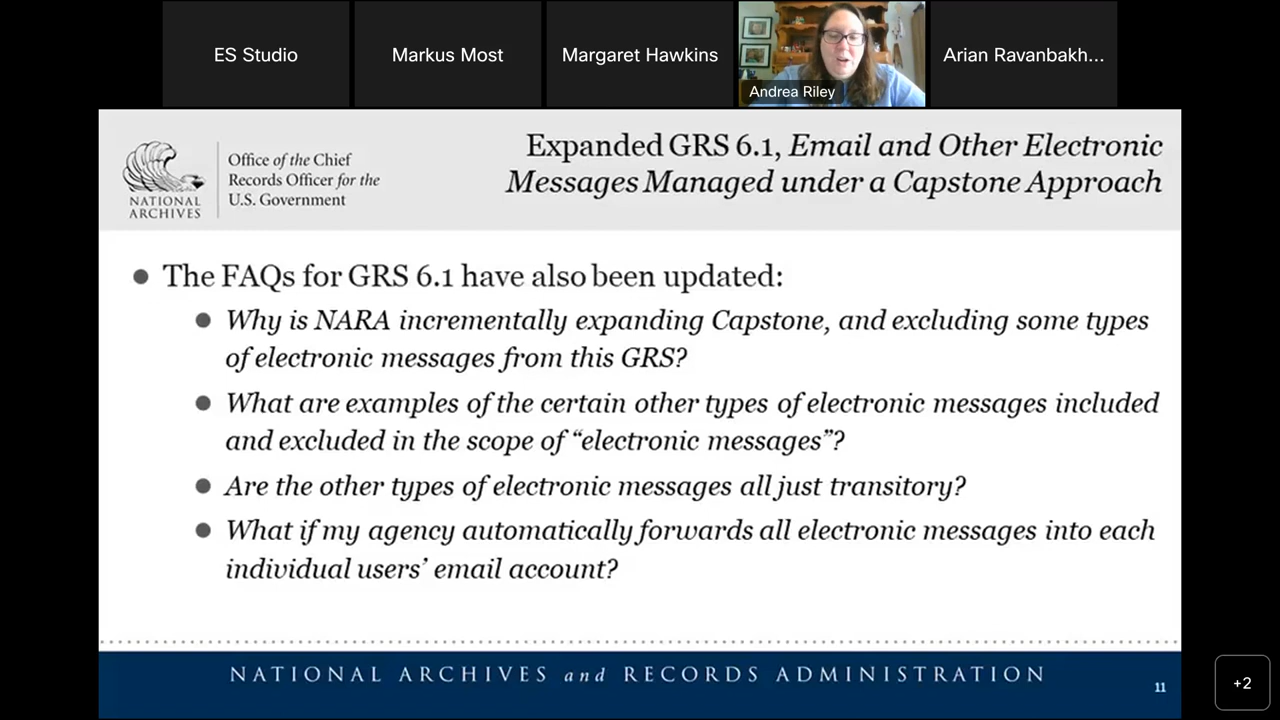 ES Studio
Markus Most
Margaret Hawkins
Andrea Riley
Arian Ravanbakh...
NATIONAL
ARCHIVES
Office of the Chief
Records Officer for the
U.S. Government
Expanded GRS 6.1, Email and Other Electronic
Messages Managed under a Capstone Approach
The FAQs for GRS 6.1 have also been updated:
Why is NARA incrementally expanding Capstone, and excluding some types
of electronic messages from this GRS?
What are examples of the certain other types of electronic messages included
and excluded in the scope of “electronic messages”?
Are the other types of electronic messages all just transitory?
What if my agency automatically forwards all electronic messages into each
individual users’ email account?
NATIONAL ARCHIVES and RECORDS ADMINISTRATION
11
+2